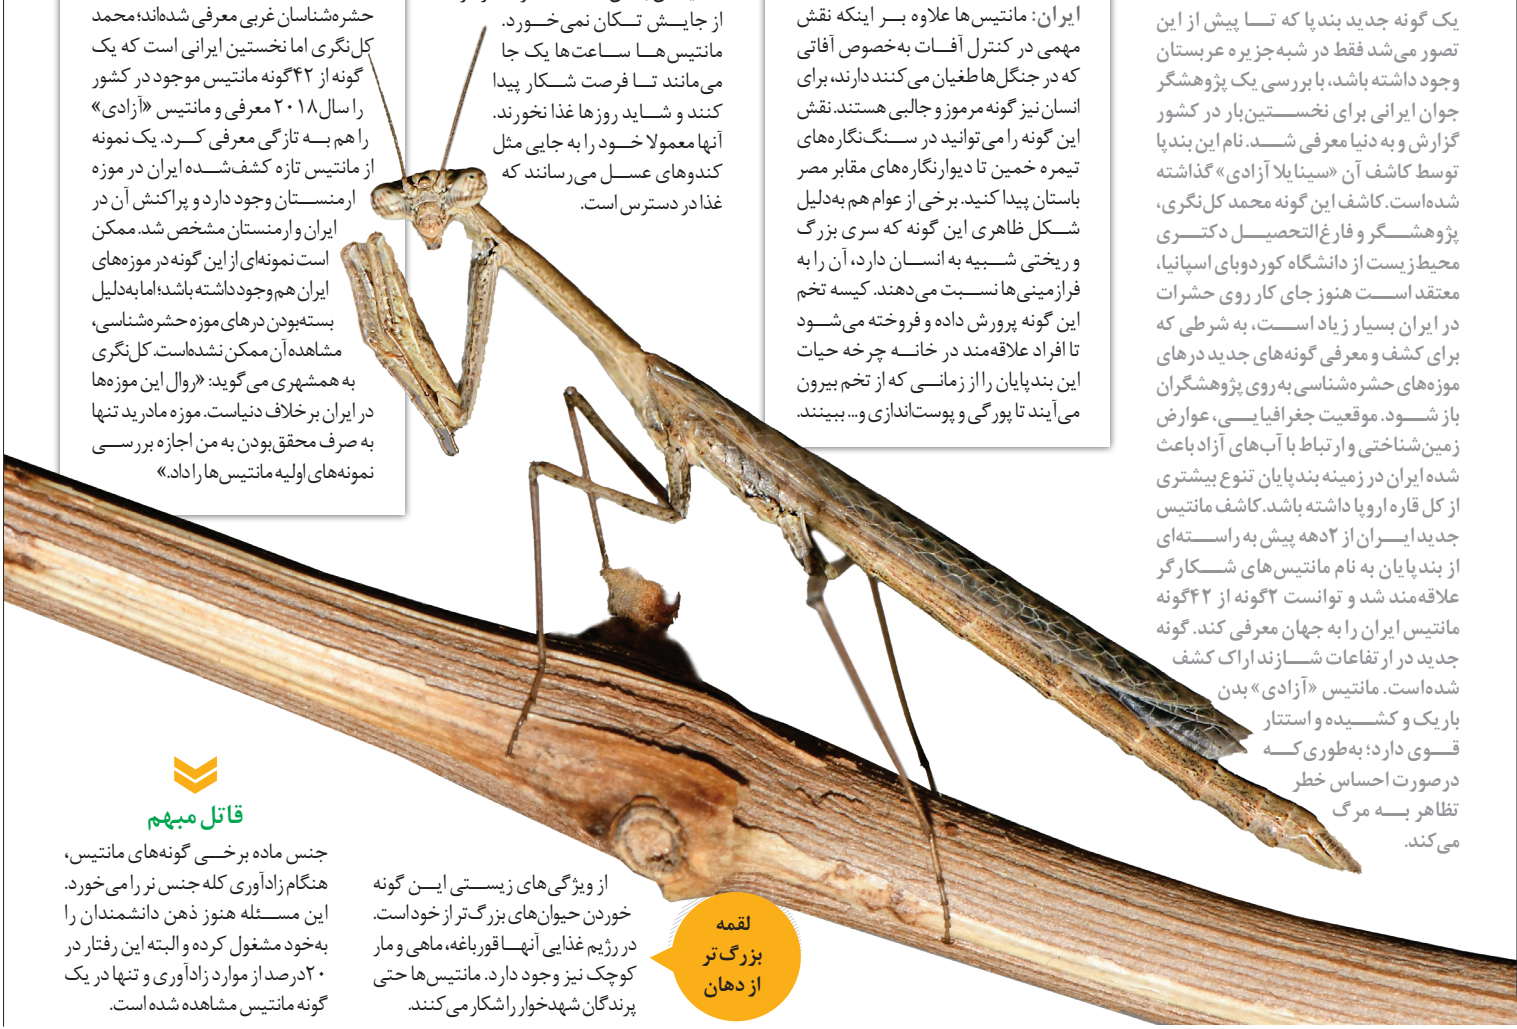 یک گونه جدید بندپا که تا پیش از این
تصور می‌شد فقط در شبه‌جزیره عربستان
وجود داشته باشد، با بررسی یک پژوهشگر
جوان ایرانی برای نخستین‌بار در کشور
گزارش و به دنیا معرفی شد. نام این بندپا
توسط کاشف آن «سینایلا آزادی» گذاشته
شده‌است. کاشف این گونه محمد کل‌نگری،
پژوهشگر و فارغ‌التحصیل دکتری
محیط‌زیست از دانشگاه کوردوبای اسپانیا،
معتقد است هنوز جای کار روی حشرات
در ایران بسیار زیاد است، به شرطی که
برای کشف و معرفی گونه‌های جدید درهای
موزه‌های حشره‌شناسی به‌روی پژوهشگران
باز شود. موقعیت جغرافیایی، عوارض
زمین‌شناختی و ارتباط با آب‌های آزاد باعث
شده ایران در زمینه بندپایان تنوع بیشتری
از کل قاره اروپا داشته باشد. کاشف مانتیس
جدید ایران از ۲دهه پیش به راسته‌ای
از بندپایان به نام مانتیس‌های شکارگر
علاقه‌مند شد و توانست ۲گونه از ۴۲گونه
مانتیس ایران را به جهان معرفی کند. گونه
جدید در ارتفاعات شازند اراک کشف
شده‌است. مانتیس «آزادی» بدن
باریک و کشیده و استتار
قوی دارد؛ به‌طوری‌که
درصورت احساس خطر
تظاهر به مرگ
می‌کند.
ایران: مانتیس‌ها علاوه بر اینکه نقش
مهمی در کنترل آفات به‌خصوص آفاتی
که در جنگل‌ها طغیان می‌کنند دارند، برای
انسان نیز گونه مرموز و جالبی هستند. نقش
این گونه را می‌توانید در سنگ‌نگاره‌های
تیمره خمین تا دیوارنگاره‌های مقابر مصر
باستان پیدا کنید. برخی از عوام هم به‌دلیل
شکل ظاهری این گونه که سری بزرگ
و ریختی شبیه به انسان دارد، آن را به
فرازمینی‌ها نسبت می‌دهند. کیسه تخم
این گونه پرورش داده و فروخته می‌شود
تا افراد علاقه‌مند در خانه چرخه حیات
این بندپایان را از زمانی که از تخم بیرون
می‌آیند تا پورگی و پوست‌اندازی و... ببینند.
از جایش تکان نمی‌خورد.
مانتیس‌ها ساعت‌ها یک جا
می‌مانند تا فرصت شکار پیدا
کنند و شاید روزها غذا نخورند.
آنها معمولا خود را به جایی مثل
کندوهای عسل می‌رسانند که
غذا در دسترس است.
حشره‌شناسان غربی معرفی شده‌اند؛ محمد
کل‌نگری اما نخستین ایرانی است که یک
گونه از ۴۲گونه مانتیس موجود در کشور
را سال۲۰۱۸ معرفی و مانتیس «آزادی»
را هم به تازگی معرفی کرد. یک نمونه
از مانتیس تازه کشف‌شده ایران در موزه
ارمنستان وجود دارد و پراکنش آن در
ایران و ارمنستان مشخص شد. ممکن
است نمونه‌ای از این گونه در موزه‌های
ایران هم وجود داشته باشد؛ اما به‌دلیل
بسته‌بودن درهای موزه حشره‌شناسی،
مشاهده آن ممکن نشده‌است. کل‌نگری
به همشهری می‌گوید: «روال این موزه‌ها
در ایران برخلاف دنیاست. موزه مادرید تنها
به صرف محقق‌بودن به من اجازه بررسی
نمونه‌های اولیه مانتیس‌ها را داد.»
لقمه
بزرگ‌تر
از دهان
از ویژگی‌های زیستی این گونه
خوردن حیوان‌های بزرگ‌تر از خود است.
در رژیم غذایی آنها قورباغه، ماهی و مار
کوچک نیز وجود دارد. مانتیس‌ها حتی
پرندگان شهدخوار را شکار می‌کنند.
قاتل مبهم
جنس ماده برخی گونه‌های مانتیس،
هنگام زادآوری کله جنس نر را می‌خورد.
این مسئله هنوز ذهن دانشمندان را
به‌خود مشغول کرده و البته این رفتار در
۲۰درصد از موارد زادآوری و تنها در یک
گونه مانتیس مشاهده شده است.